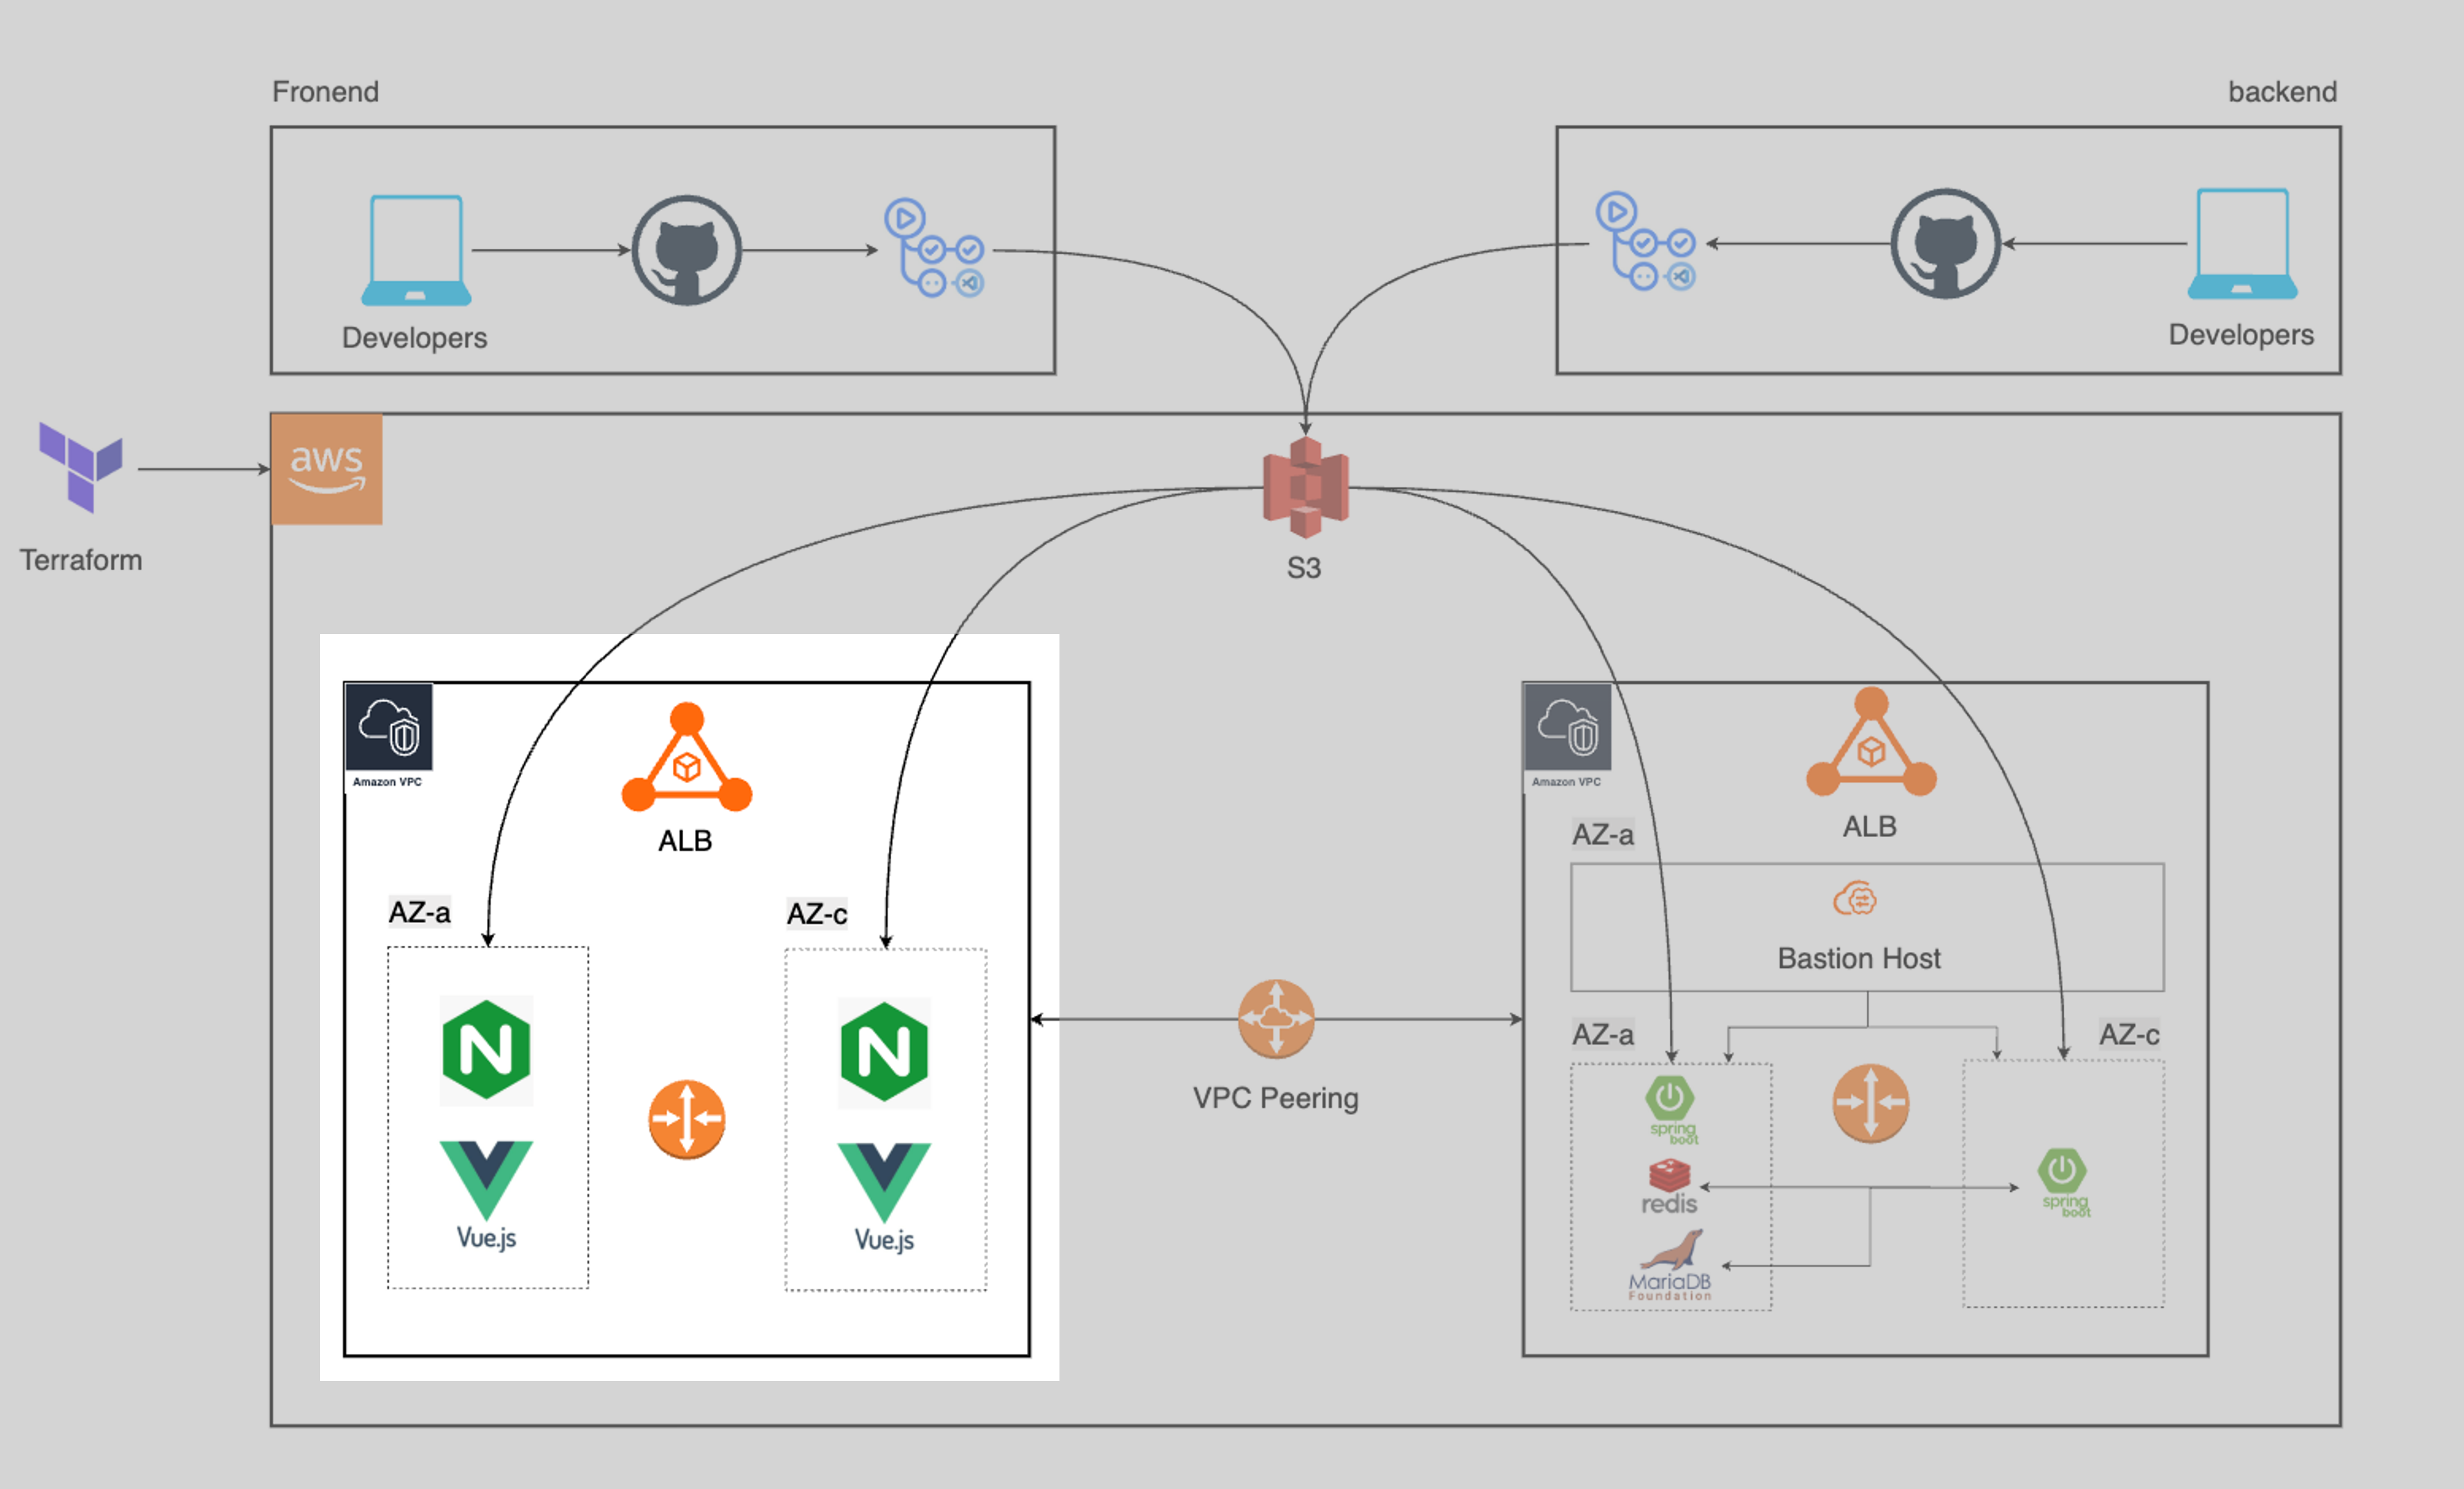 Fronend
backend
Developers
Developers
aws
Terraform
S3
Amazon VPC
ALB
AZ-a
AZ-c
Vue.js
Vue.js
VPC Peering
Amazon VPC
ALB
AZ-a
Bastion Host
AZ-a
AZ-c
spring
boot
redis
MariaDB
Foundation
spring
boot